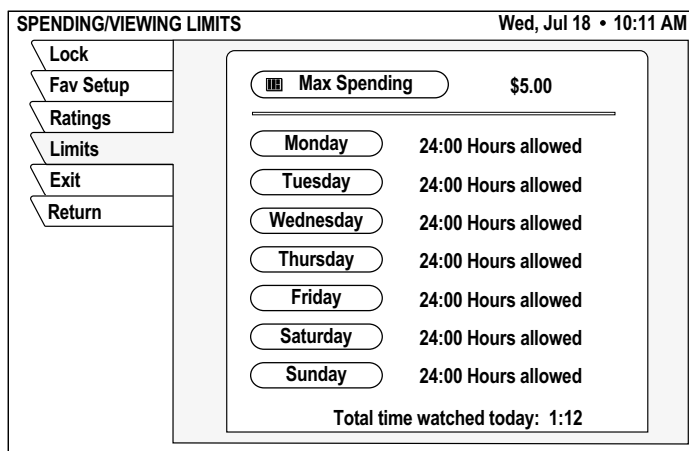 SPENDING/VIEWING LIMITS Wed, Jul 18 • 10:11 AM
Lock
Fav Setup
Ratings
Limits
Exit
Return
Max Spending $5.00
Monday 24:00 Hours allowed
Tuesday 24:00 Hours allowed
Wednesday 24:00 Hours allowed
Thursday 24:00 Hours allowed
Friday 24:00 Hours allowed
Saturday 24:00 Hours allowed
Sunday 24:00 Hours allowed
Total time watched today: 1:12